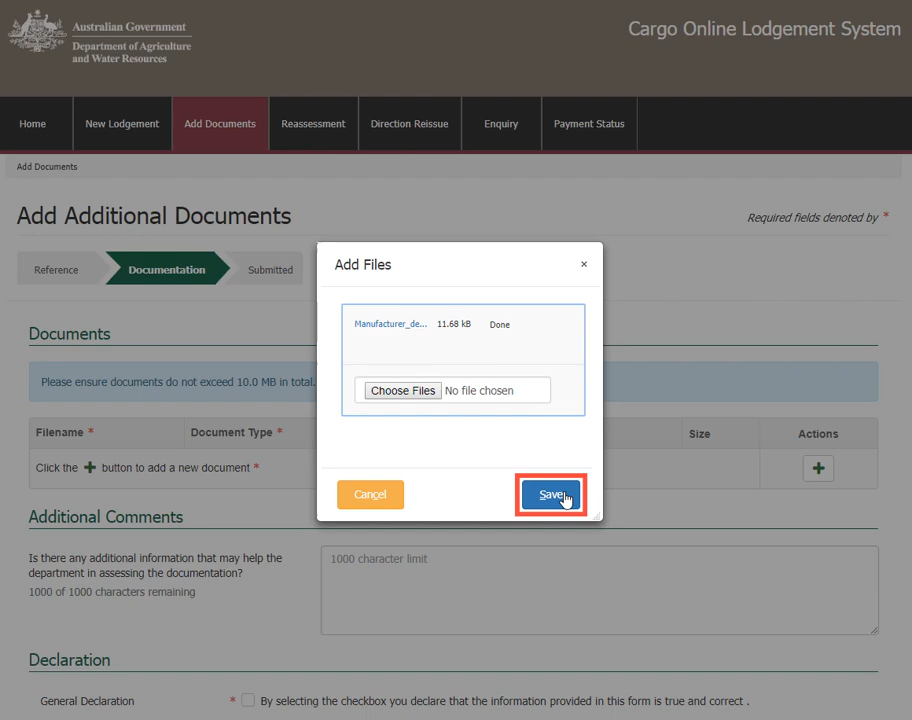 Australian Government
Department of Agriculture
and Water Resources
Cargo Online Lodgement System
Home
New Lodgement
Add Documents
Reassessment
Direction Reissue
Enquiry
Payment Status
Add Documents
Add Additional Documents
Required fields denoted by *
Reference
Documentation
Submitted
Add Files
×
Manufacturer_de... 11.68 kB Done
Choose Files No file chosen
Cancel
Save
Documents
Please ensure documents do not exceed 10.0 MB in total.
Filename *
Document Type *
Size
Actions
Click the + button to add a new document *
+
Additional Comments
Is there any additional information that may help the
department in assessing the documentation?
1000 of 1000 characters remaining
1000 character limit
Declaration
General Declaration
* By selecting the checkbox you declare that the information provided in this form is true and correct .